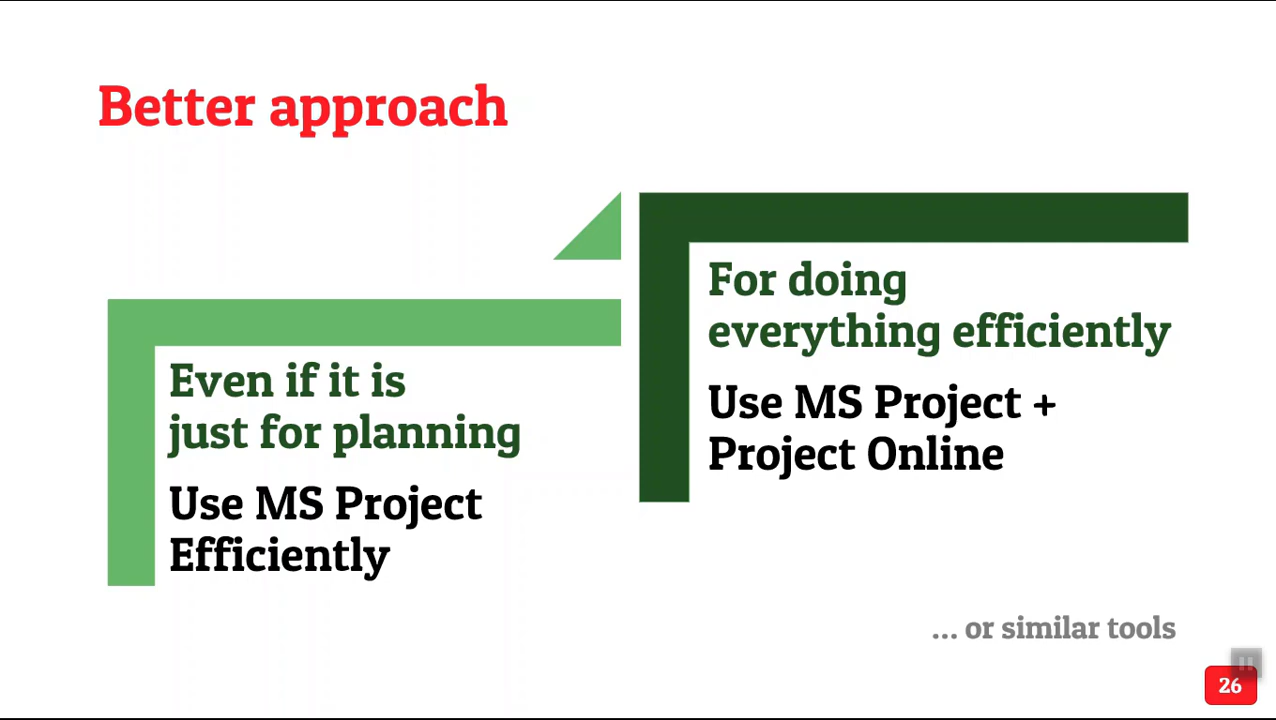 Better approach
Even if it is
just for planning
Use MS Project
Efficiently
For doing
everything efficiently
Use MS Project +
Project Online
... or similar tools
26